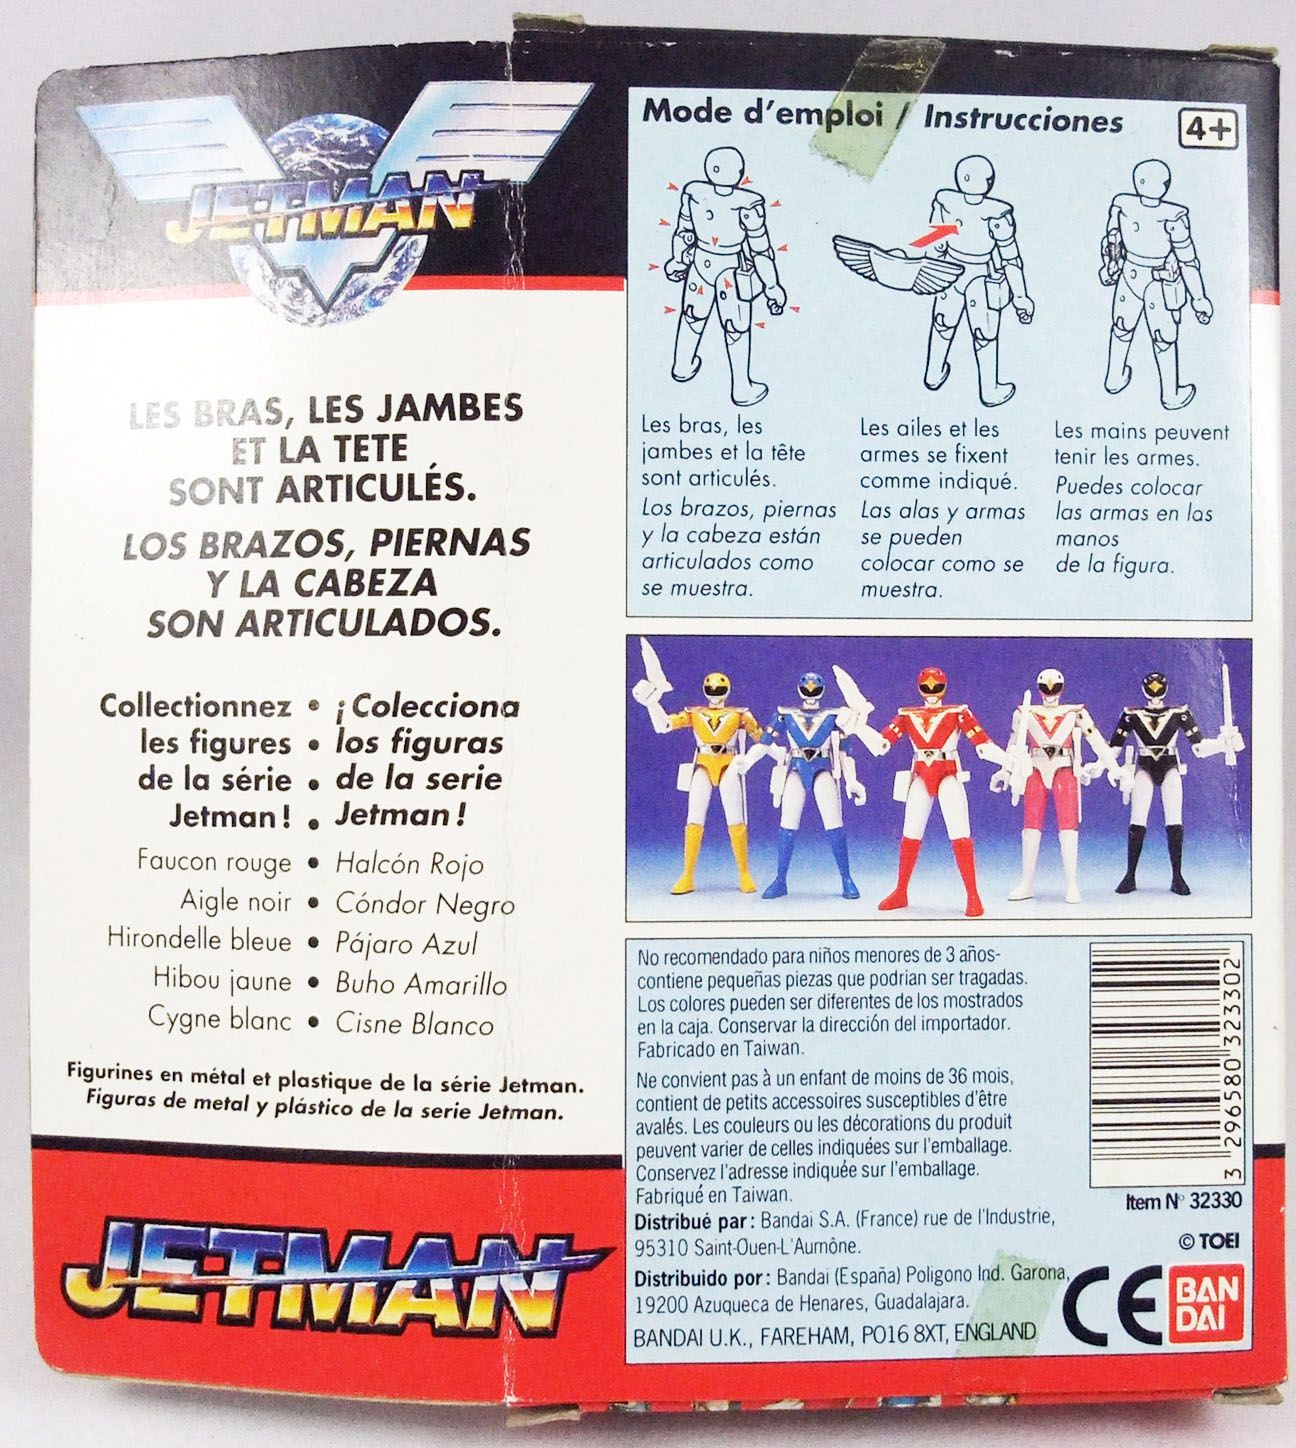 JETMAN
LES BRAS, LES JAMBES
ET LA TETE
SONT ARTICULÉS.
LOS BRAZOS, PIERNAS
Y LA CABEZA
SON ARTICULADOS.
Collectionnez • ¡Colecciona
les figures • los figuras
de la série • de la serie
Jetman! • Jetman!
Faucon rouge • Halcón Rojo
Aigle noir • Cóndor Negro
Hirondelle bleue • Pájaro Azul
Hibou jaune • Buho Amarillo
Cygne blanc • Cisne Blanco
Figurines en métal et plastique de la série Jetman.
Figuras de metal y plástico de la serie Jetman.
JETMAN
Mode d'emploi / Instrucciones
4+
Les bras, les
jambes et la tête
sont articulés.
Los brazos, piernas
y la cabeza están
articulados como
se muestra.
Les ailes et les
armes se fixent
comme indiqué.
Las alas y armas
se pueden
colocar como se
muestra.
Les mains peuvent
tenir les armes.
Puedes colocar
las armas en las
manos
de la figura.
No recomendado para niños menores de 3 años-
contiene pequeñas piezas que podrian ser tragadas.
Los colores pueden ser diferentes de los mostrados
en la caja. Conservar la dirección del importador.
Fabricado en Taiwan.
Ne convient pas à un enfant de moins de 36 mois,
contient de petits accessoires susceptibles d'être
avalés. Les couleurs ou les décorations du produit
peuvent varier de celles indiquées sur l'emballage.
Conservez l'adresse indiquée sur l'emballage.
Fabriqué en Taiwan.
Distribué par: Bandai S.A. (France) rue de l'Industrie,
95310 Saint-Ouen-L'Aumône.
Distribuido por: Bandai (España) Poligono Ind. Garona,
19200 Azuqueca de Henares, Guadalajara.
BANDAI U.K., FAREHAM, PO16 8XT, ENGLAND
3 296580 323302
Item N° 32330
© TOEI
CE
BAN
DAI